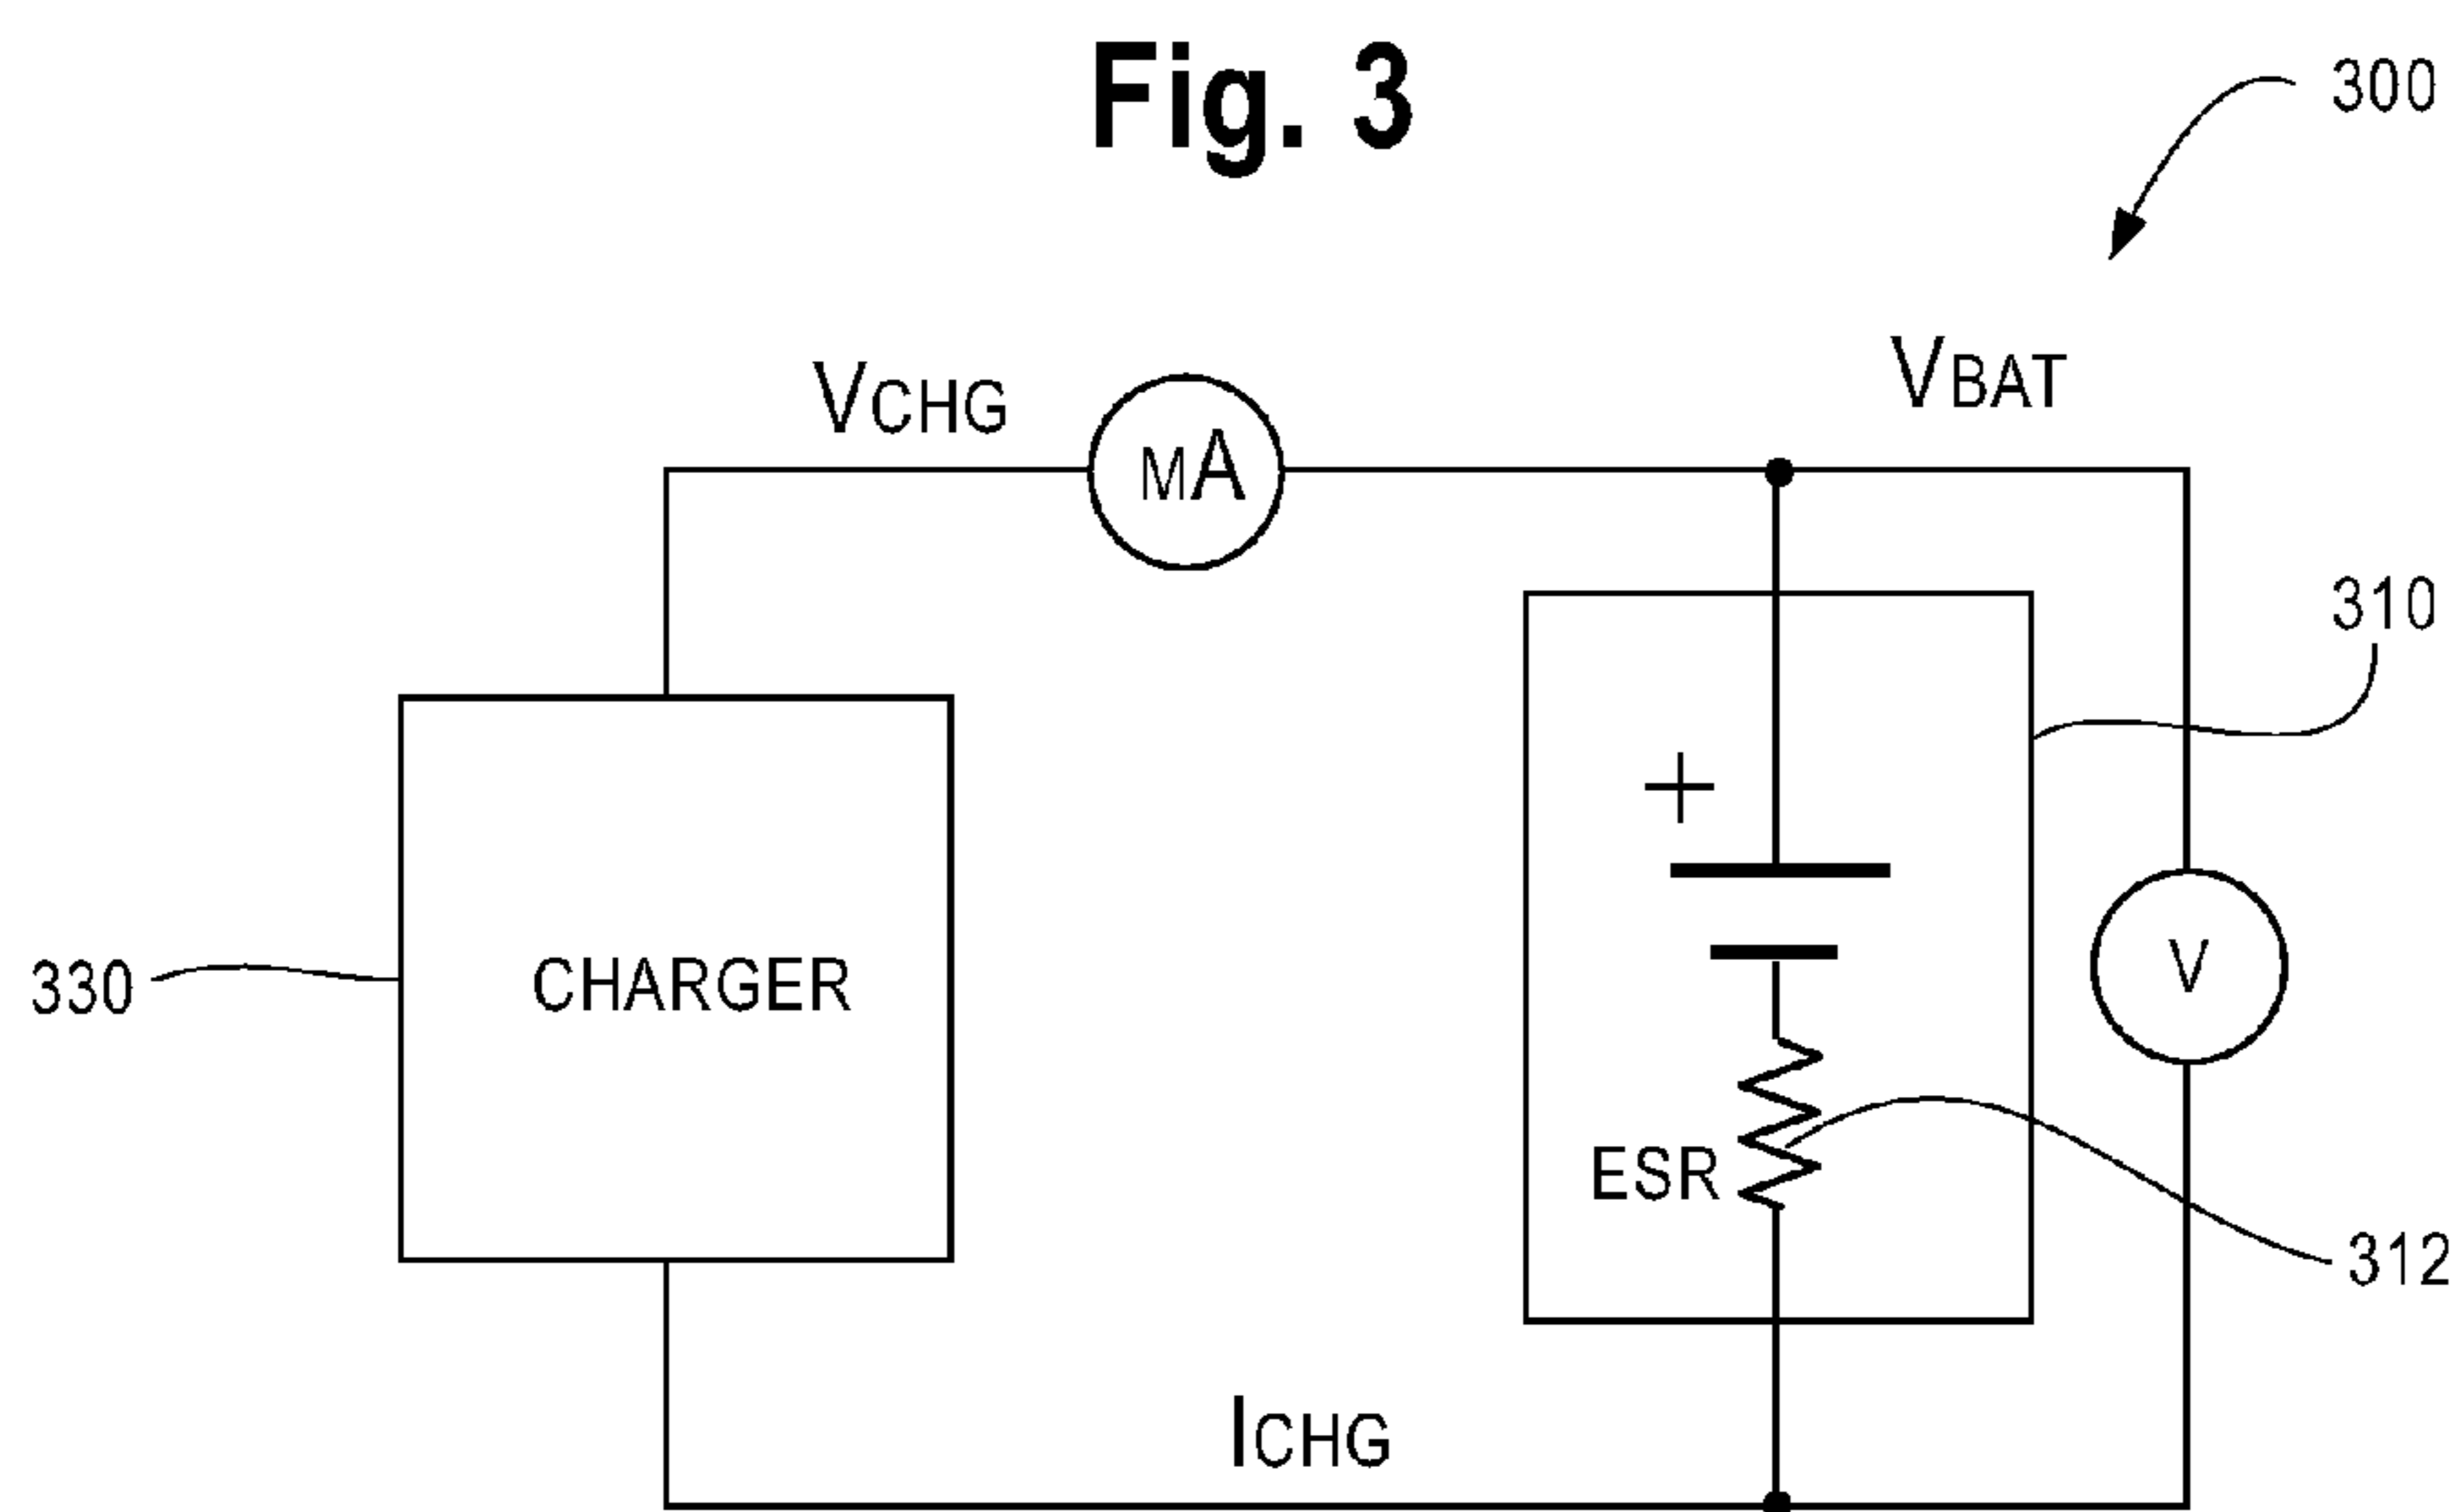 Fig. 3
300
VCHG
MA
VBAT
310
+
CHARGER
330
V
ESR
312
ICHG